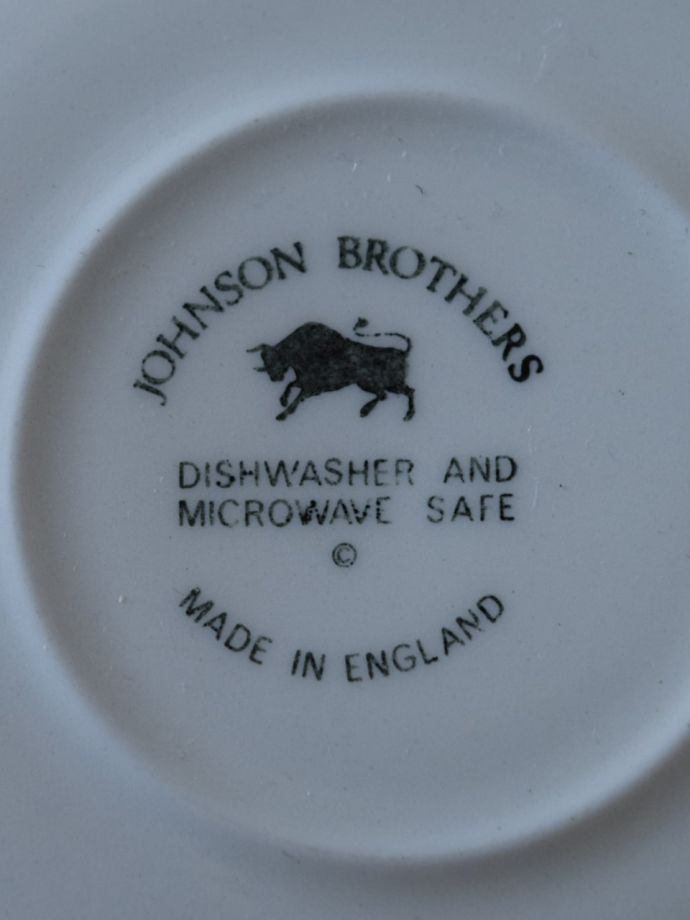 JOHNSON BROTHERS
DISHWASHER AND
MICROWAVE SAFE
©
MADE IN ENGLAND